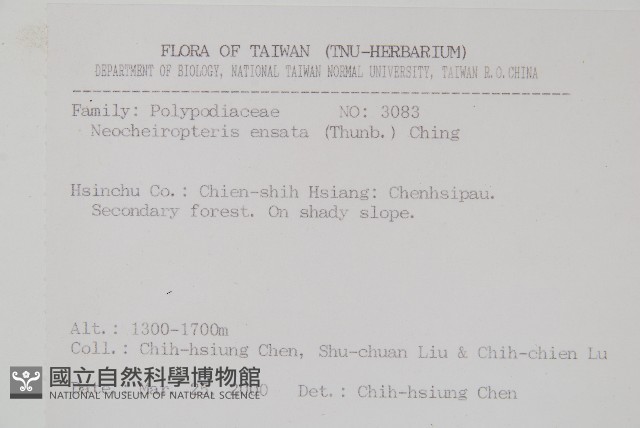 FLORA OF TAIWAN (TNU-HERBARIUM)
DEPARTMENT OF BIOLOGY, NATIONAL TAIWAN NORMAL UNIVERSITY, TAIWAN R.O.CHINA
Family: Polypodiaceae NO: 3083
Neocheiropteris ensata (Thunb.) Ching
Hsinchu Co.: Chien-shih Hsiang: Chenhsipau.
Secondary forest. On shady slope.
Alt.: 1300-1700m
Coll.: Chih-hsiung Chen, Shu-chuan Liu & Chih-chien Lu
Date: Mar. 2000 Det.: Chih-hsiung Chen
國立自然科學博物館
NATIONAL MUSEUM OF NATURAL SCIENCE